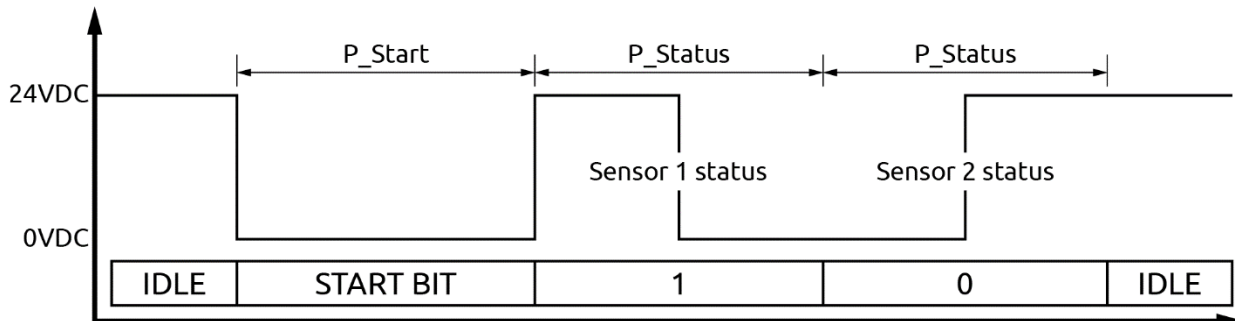 P_Start P_Status P_Status
24VDC
Sensor 1 status Sensor 2 status
0VDC
IDLE START BIT 1 0 IDLE